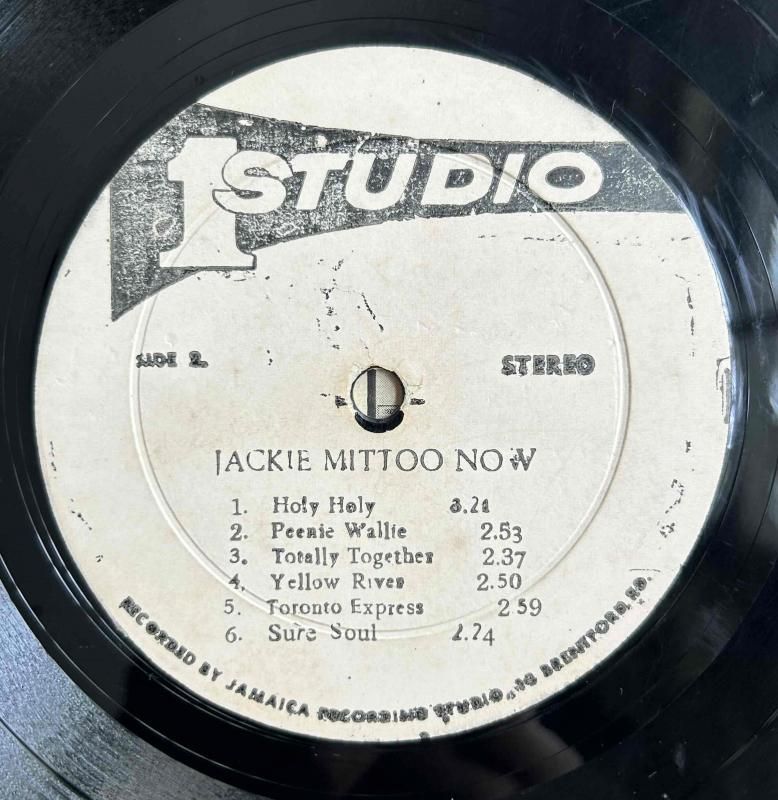 1 STUDIO
SIDE 2.
STEREO
JACKIE MITTOO NOW
1. Holy Holy 3.21
2. Peenie Wallie 2.53
3. Totally Together 2.37
4. Yellow River 2.50
5. Toronto Express 2 59
6. Sure Soul 2.24
RECORDED BY JAMAICA RECORDING STUDIO, 13 BRENTFORD RD.